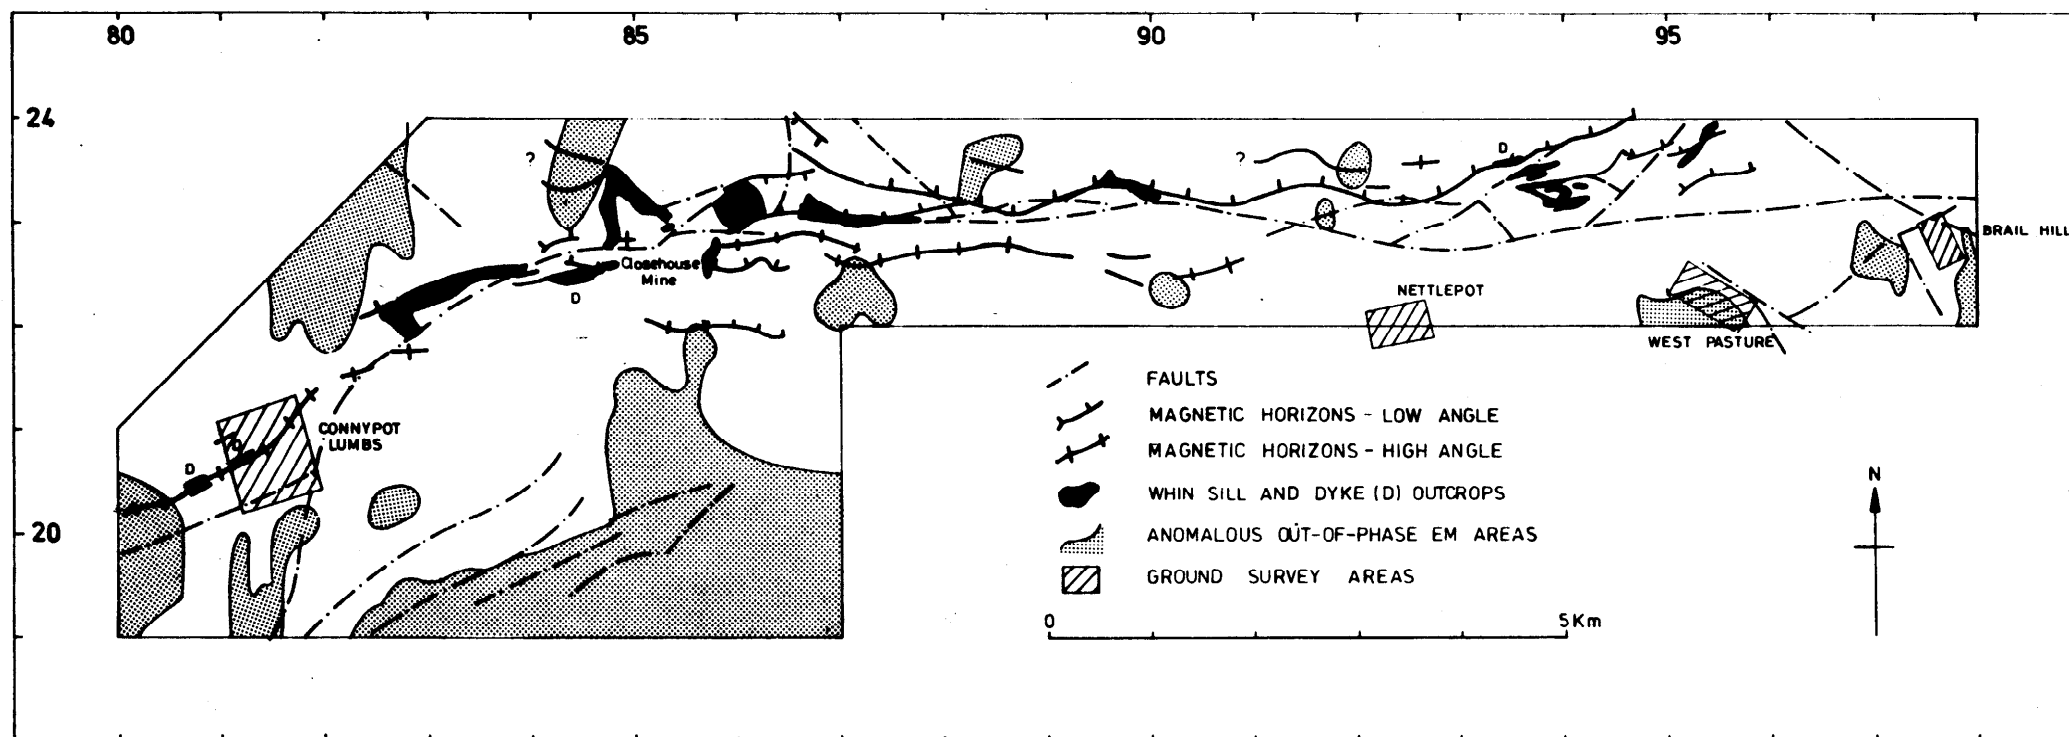 80 85 90 95
24
D
?
?
BRAIL HILL
Closehouse
Mine
D
NETTLEPOT
WEST PASTURE
CONNYPOT
LUMBS
D
D
20
FAULTS
MAGNETIC HORIZONS - LOW ANGLE
MAGNETIC HORIZONS - HIGH ANGLE
WHIN SILL AND DYKE (D) OUTCROPS
ANOMALOUS OUT-OF-PHASE EM AREAS
GROUND SURVEY AREAS
0 5Km
N